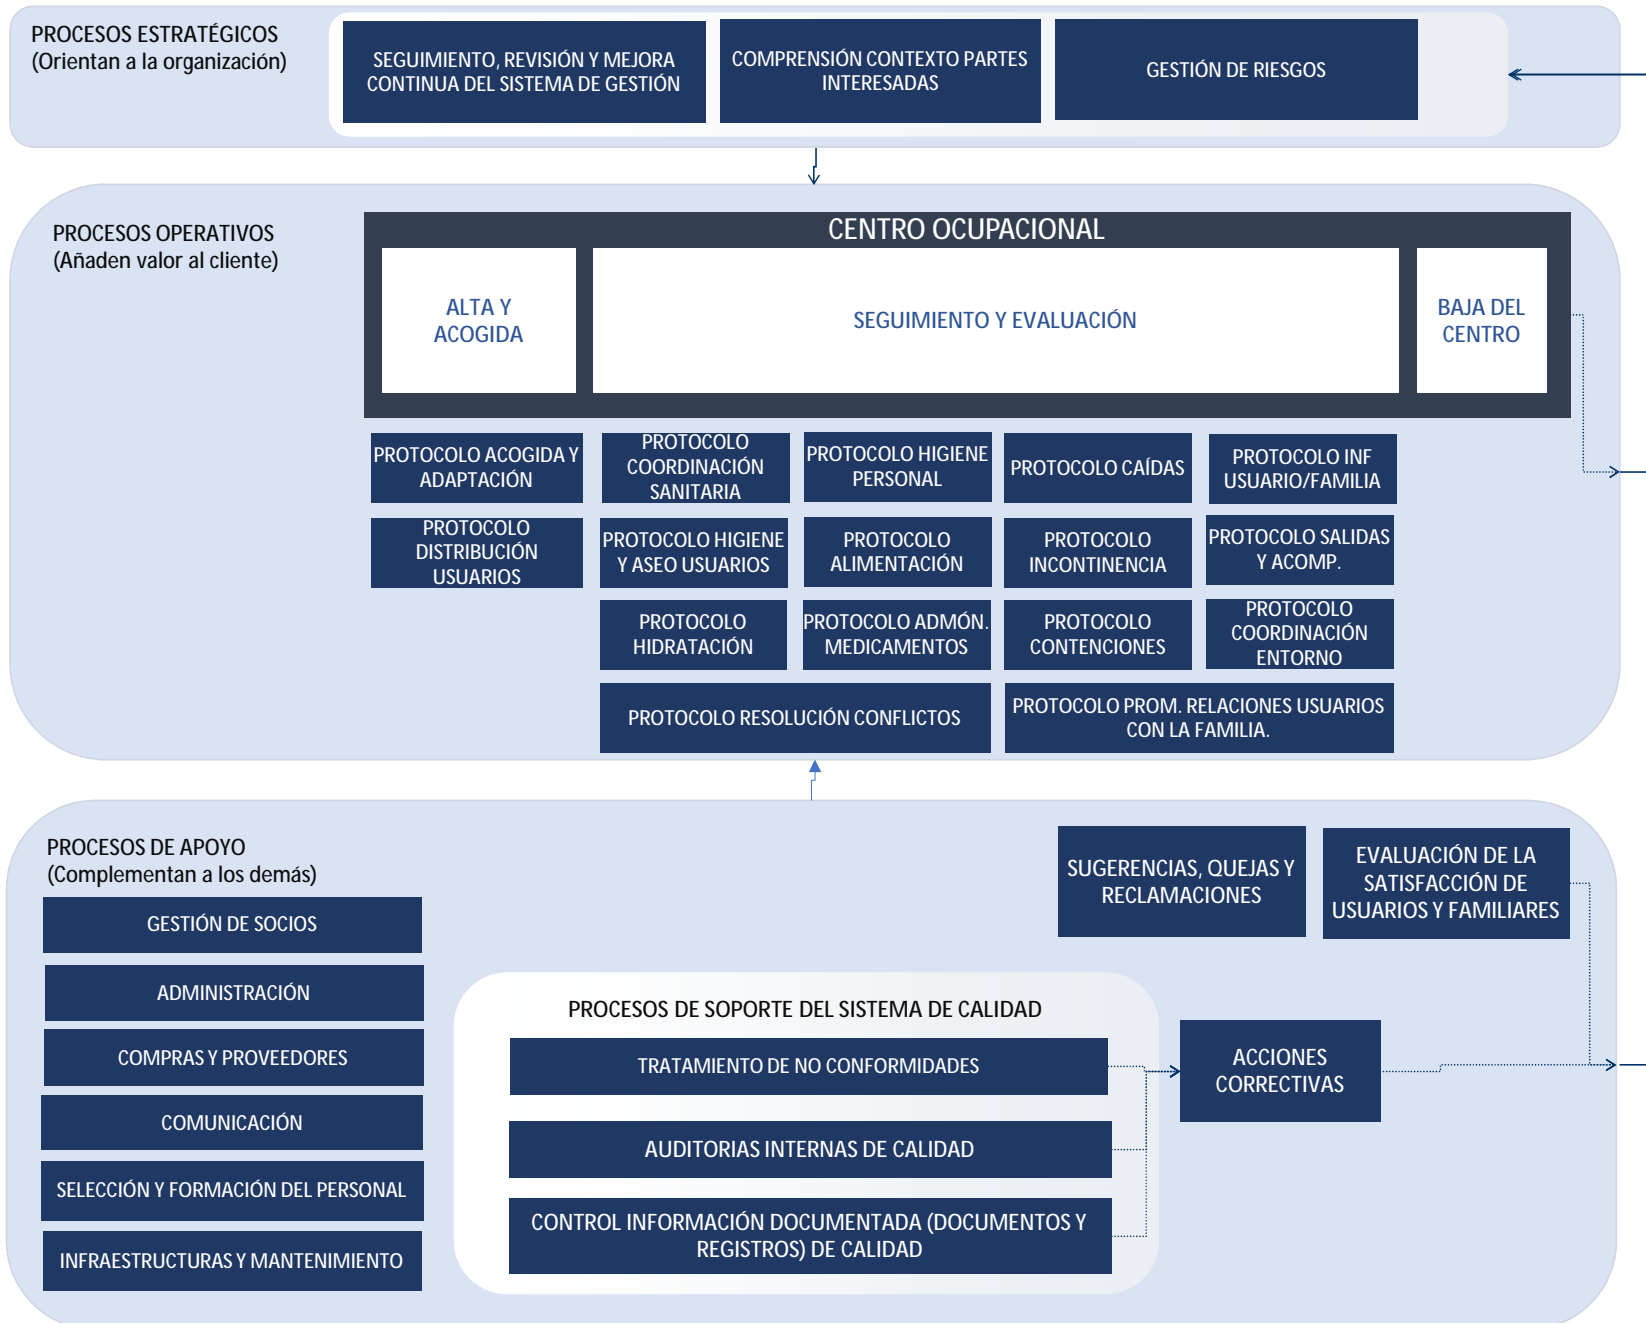 PROCESOS ESTRATÉGICOS
(Orientan a la organización)
SEGUIMIENTO, REVISIÓN Y MEJORA
CONTINUA DEL SISTEMA DE GESTIÓN
COMPRENSIÓN CONTEXTO PARTES
INTERESADAS
GESTIÓN DE RIESGOS
PROCESOS OPERATIVOS
(Añaden valor al cliente)
CENTRO OCUPACIONAL
ALTA Y
ACOGIDA
SEGUIMIENTO Y EVALUACIÓN
BAJA DEL
CENTRO
PROTOCOLO ACOGIDA Y
ADAPTACIÓN
PROTOCOLO
COORDINACIÓN
SANITARIA
PROTOCOLO HIGIENE
PERSONAL
PROTOCOLO CAÍDAS
PROTOCOLO INF
USUARIO/FAMILIA
PROTOCOLO
DISTRIBUCIÓN
USUARIOS
PROTOCOLO HIGIENE
Y ASEO USUARIOS
PROTOCOLO
ALIMENTACIÓN
PROTOCOLO
INCONTINENCIA
PROTOCOLO SALIDAS
Y ACOMP.
PROTOCOLO
HIDRATACIÓN
PROTOCOLO ADMÓN.
MEDICAMENTOS
PROTOCOLO
CONTENCIONES
PROTOCOLO
COORDINACIÓN
ENTORNO
PROTOCOLO RESOLUCIÓN CONFLICTOS
PROTOCOLO PROM. RELACIONES USUARIOS
CON LA FAMILIA.
PROCESOS DE APOYO
(Complementan a los demás)
SUGERENCIAS, QUEJAS Y
RECLAMACIONES
EVALUACIÓN DE LA
SATISFACCIÓN DE
USUARIOS Y FAMILIARES
GESTIÓN DE SOCIOS
ADMINISTRACIÓN
COMPRAS Y PROVEEDORES
COMUNICACIÓN
SELECCIÓN Y FORMACIÓN DEL PERSONAL
INFRAESTRUCTURAS Y MANTENIMIENTO
PROCESOS DE SOPORTE DEL SISTEMA DE CALIDAD
TRATAMIENTO DE NO CONFORMIDADES
AUDITORIAS INTERNAS DE CALIDAD
CONTROL INFORMACIÓN DOCUMENTADA (DOCUMENTOS Y
REGISTROS) DE CALIDAD
ACCIONES
CORRECTIVAS